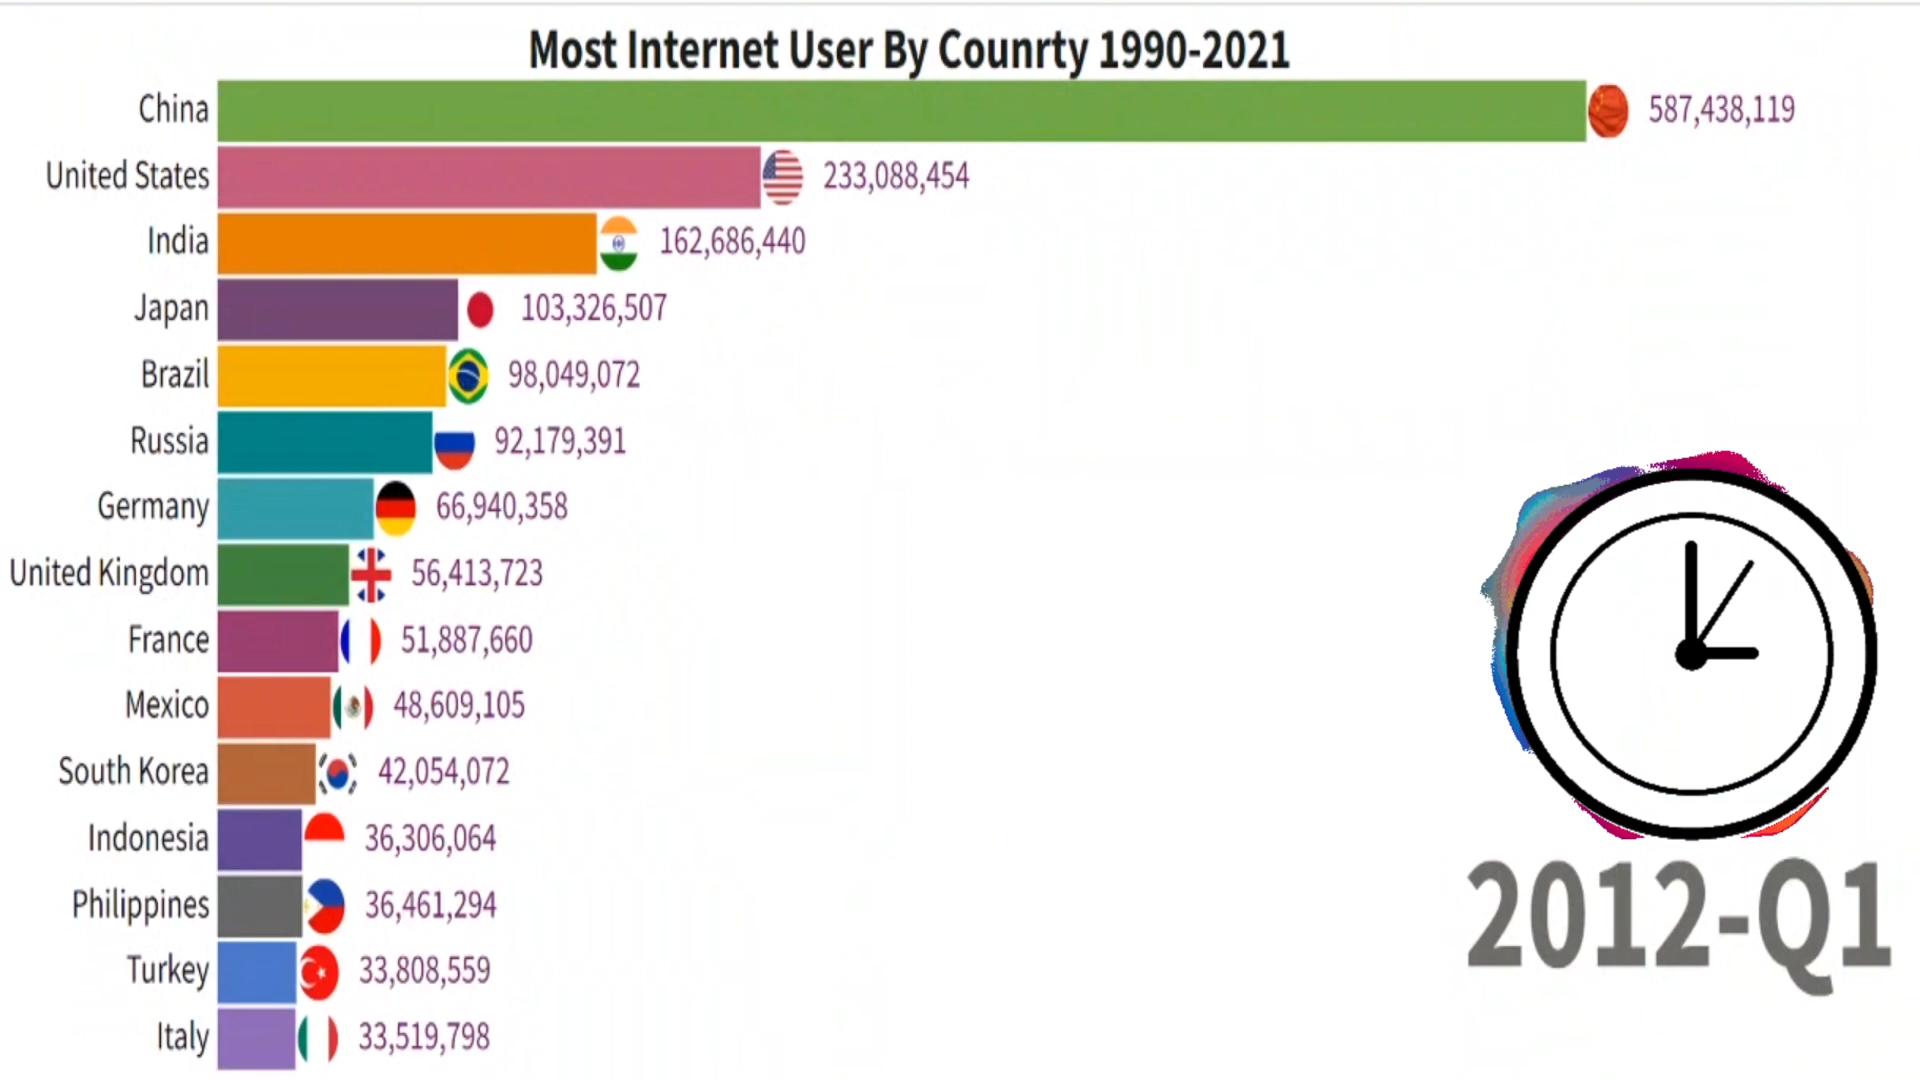 Most Internet User By Counrty 1990-2021
China 587,438,119
United States 233,088,454
India 162,686,440
Japan 103,326,507
Brazil 98,049,072
Russia 92,179,391
Germany 66,940,358
United Kingdom 56,413,723
France 51,887,660
Mexico 48,609,105
South Korea 42,054,072
Indonesia 36,306,064
Philippines 36,461,294
Turkey 33,808,559
Italy 33,519,798
2012-Q1